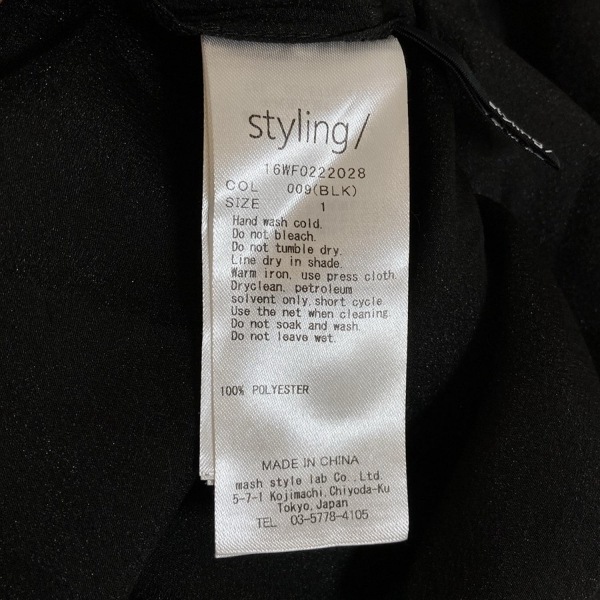 styling/
16WF0222028
COL 009(BLK)
SIZE 1
Hand wash cold.
Do not bleach.
Do not tumble dry.
Line dry in shade.
Warm iron, use press cloth.
Dryclean, petroleum
solvent only, short cycle
Use the net when cleaning.
Do not soak and wash.
Do not leave wet.
100% POLYESTER
MADE IN CHINA
mash style lab Co., Ltd.
5-7-1 Kojimachi, Chiyoda-Ku
Tokyo, Japan
TEL 03-5778-4105